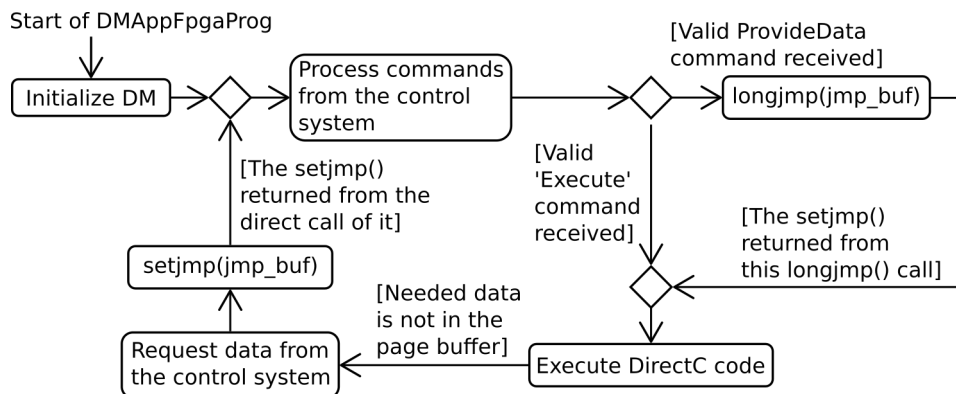 Start of DMAppFpgaProg
Initialize DM
Process commands
from the control
system
[Valid ProvideData
command received]
longjmp(jmp_buf)
[Valid
'Execute'
command
received]
[The setjmp()
returned from the
direct call of it]
[The setjmp()
returned from
this longjmp() call]
setjmp(jmp_buf)
[Needed data
is not in the
page buffer]
Request data from
the control system
Execute DirectC code